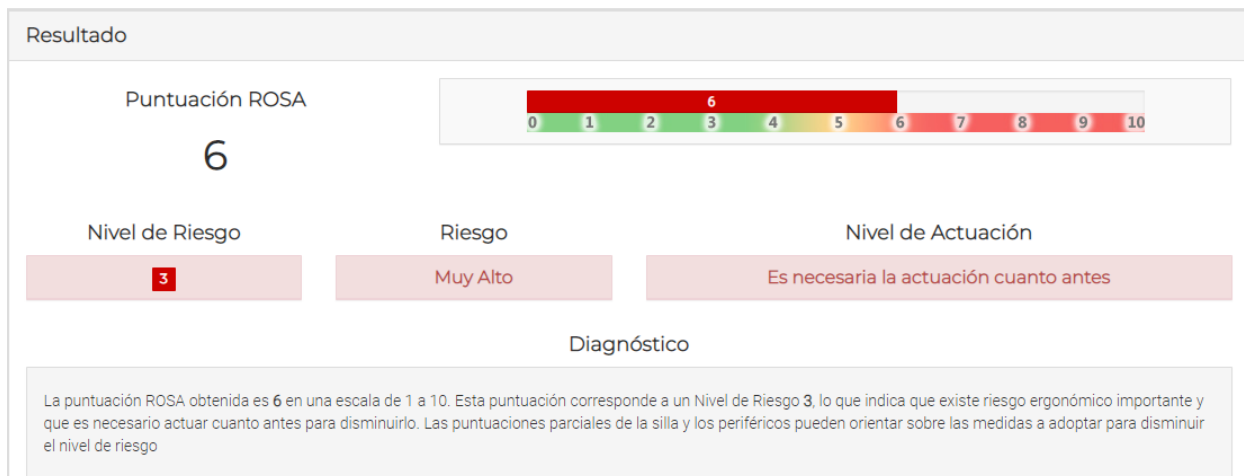 Resultado
Puntuación ROSA
6
6
0 1 2 3 4 5 6 7 8 9 10
Nivel de Riesgo
3
Riesgo
Muy Alto
Nivel de Actuación
Es necesaria la actuación cuanto antes
Diagnóstico
La puntuación ROSA obtenida es 6 en una escala de 1 a 10. Esta puntuación corresponde a un Nivel de Riesgo 3, lo que indica que existe riesgo ergonómico importante y
que es necesario actuar cuanto antes para disminuirlo. Las puntuaciones parciales de la silla y los periféricos pueden orientar sobre las medidas a adoptar para disminuir
el nivel de riesgo